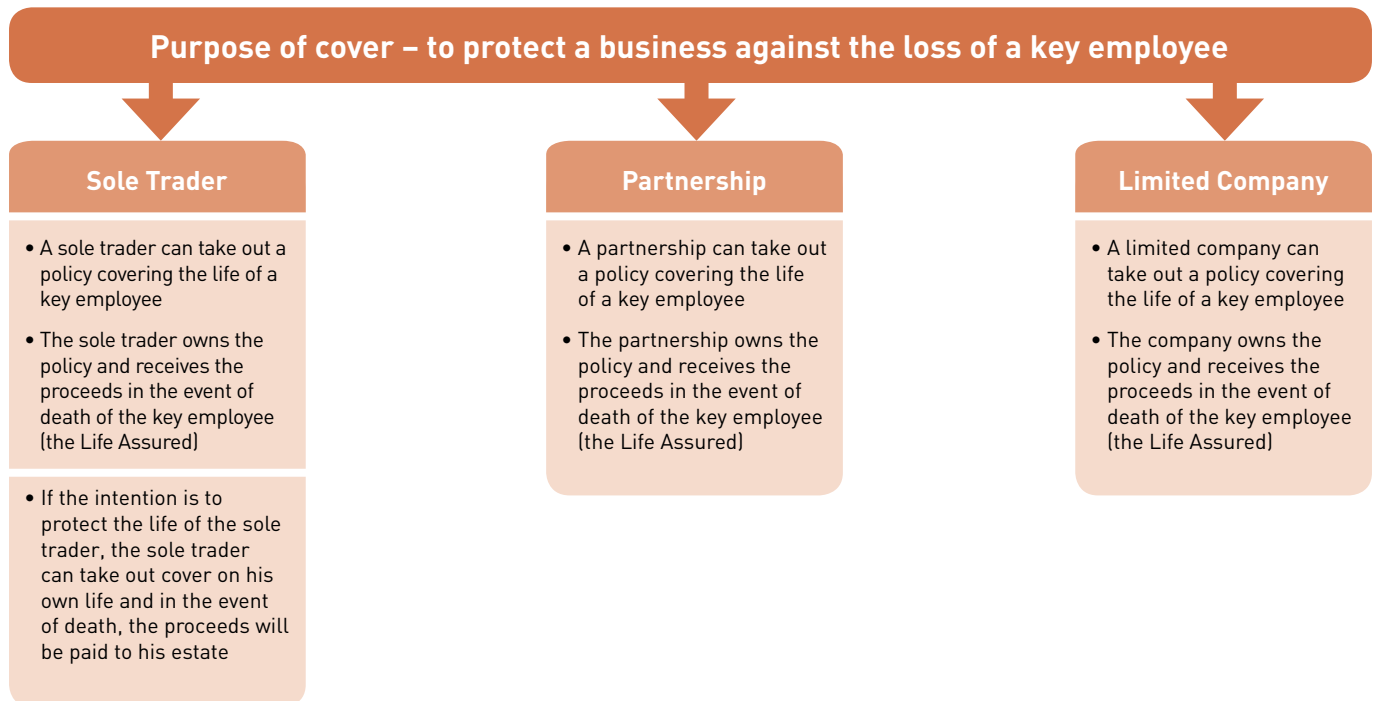 Purpose of cover – to protect a business against the loss of a key employee
Sole Trader
• A sole trader can take out a
policy covering the life of a
key employee
• The sole trader owns the
policy and receives the
proceeds in the event of
death of the key employee
(the Life Assured)
• If the intention is to
protect the life of the sole
trader, the sole trader
can take out cover on his
own life and in the event
of death, the proceeds will
be paid to his estate
Partnership
• A partnership can take out
a policy covering the life
of a key employee
• The partnership owns the
policy and receives the
proceeds in the event of
death of the key employee
(the Life Assured)
Limited Company
• A limited company can
take out a policy covering
the life of a key employee
• The company owns the
policy and receives the
proceeds in the event of
death of the key employee
(the Life Assured)